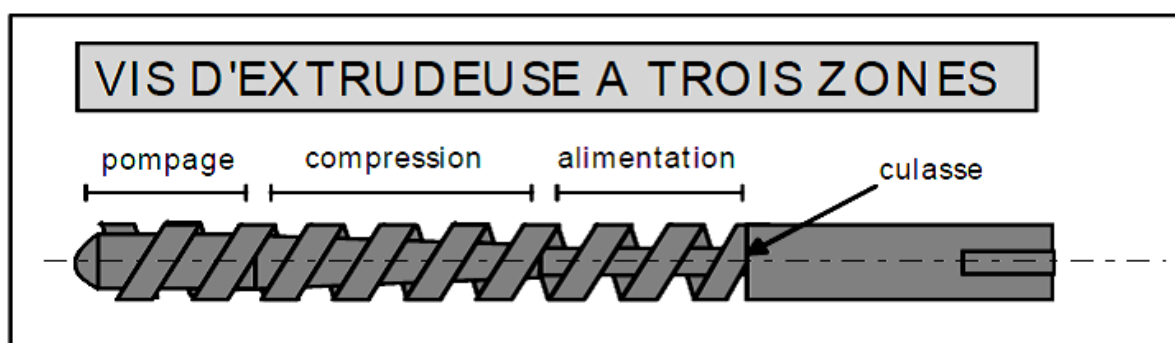 VIS D'EXTRUDEUSE A TROIS ZONES
pompage compression alimentation
culasse